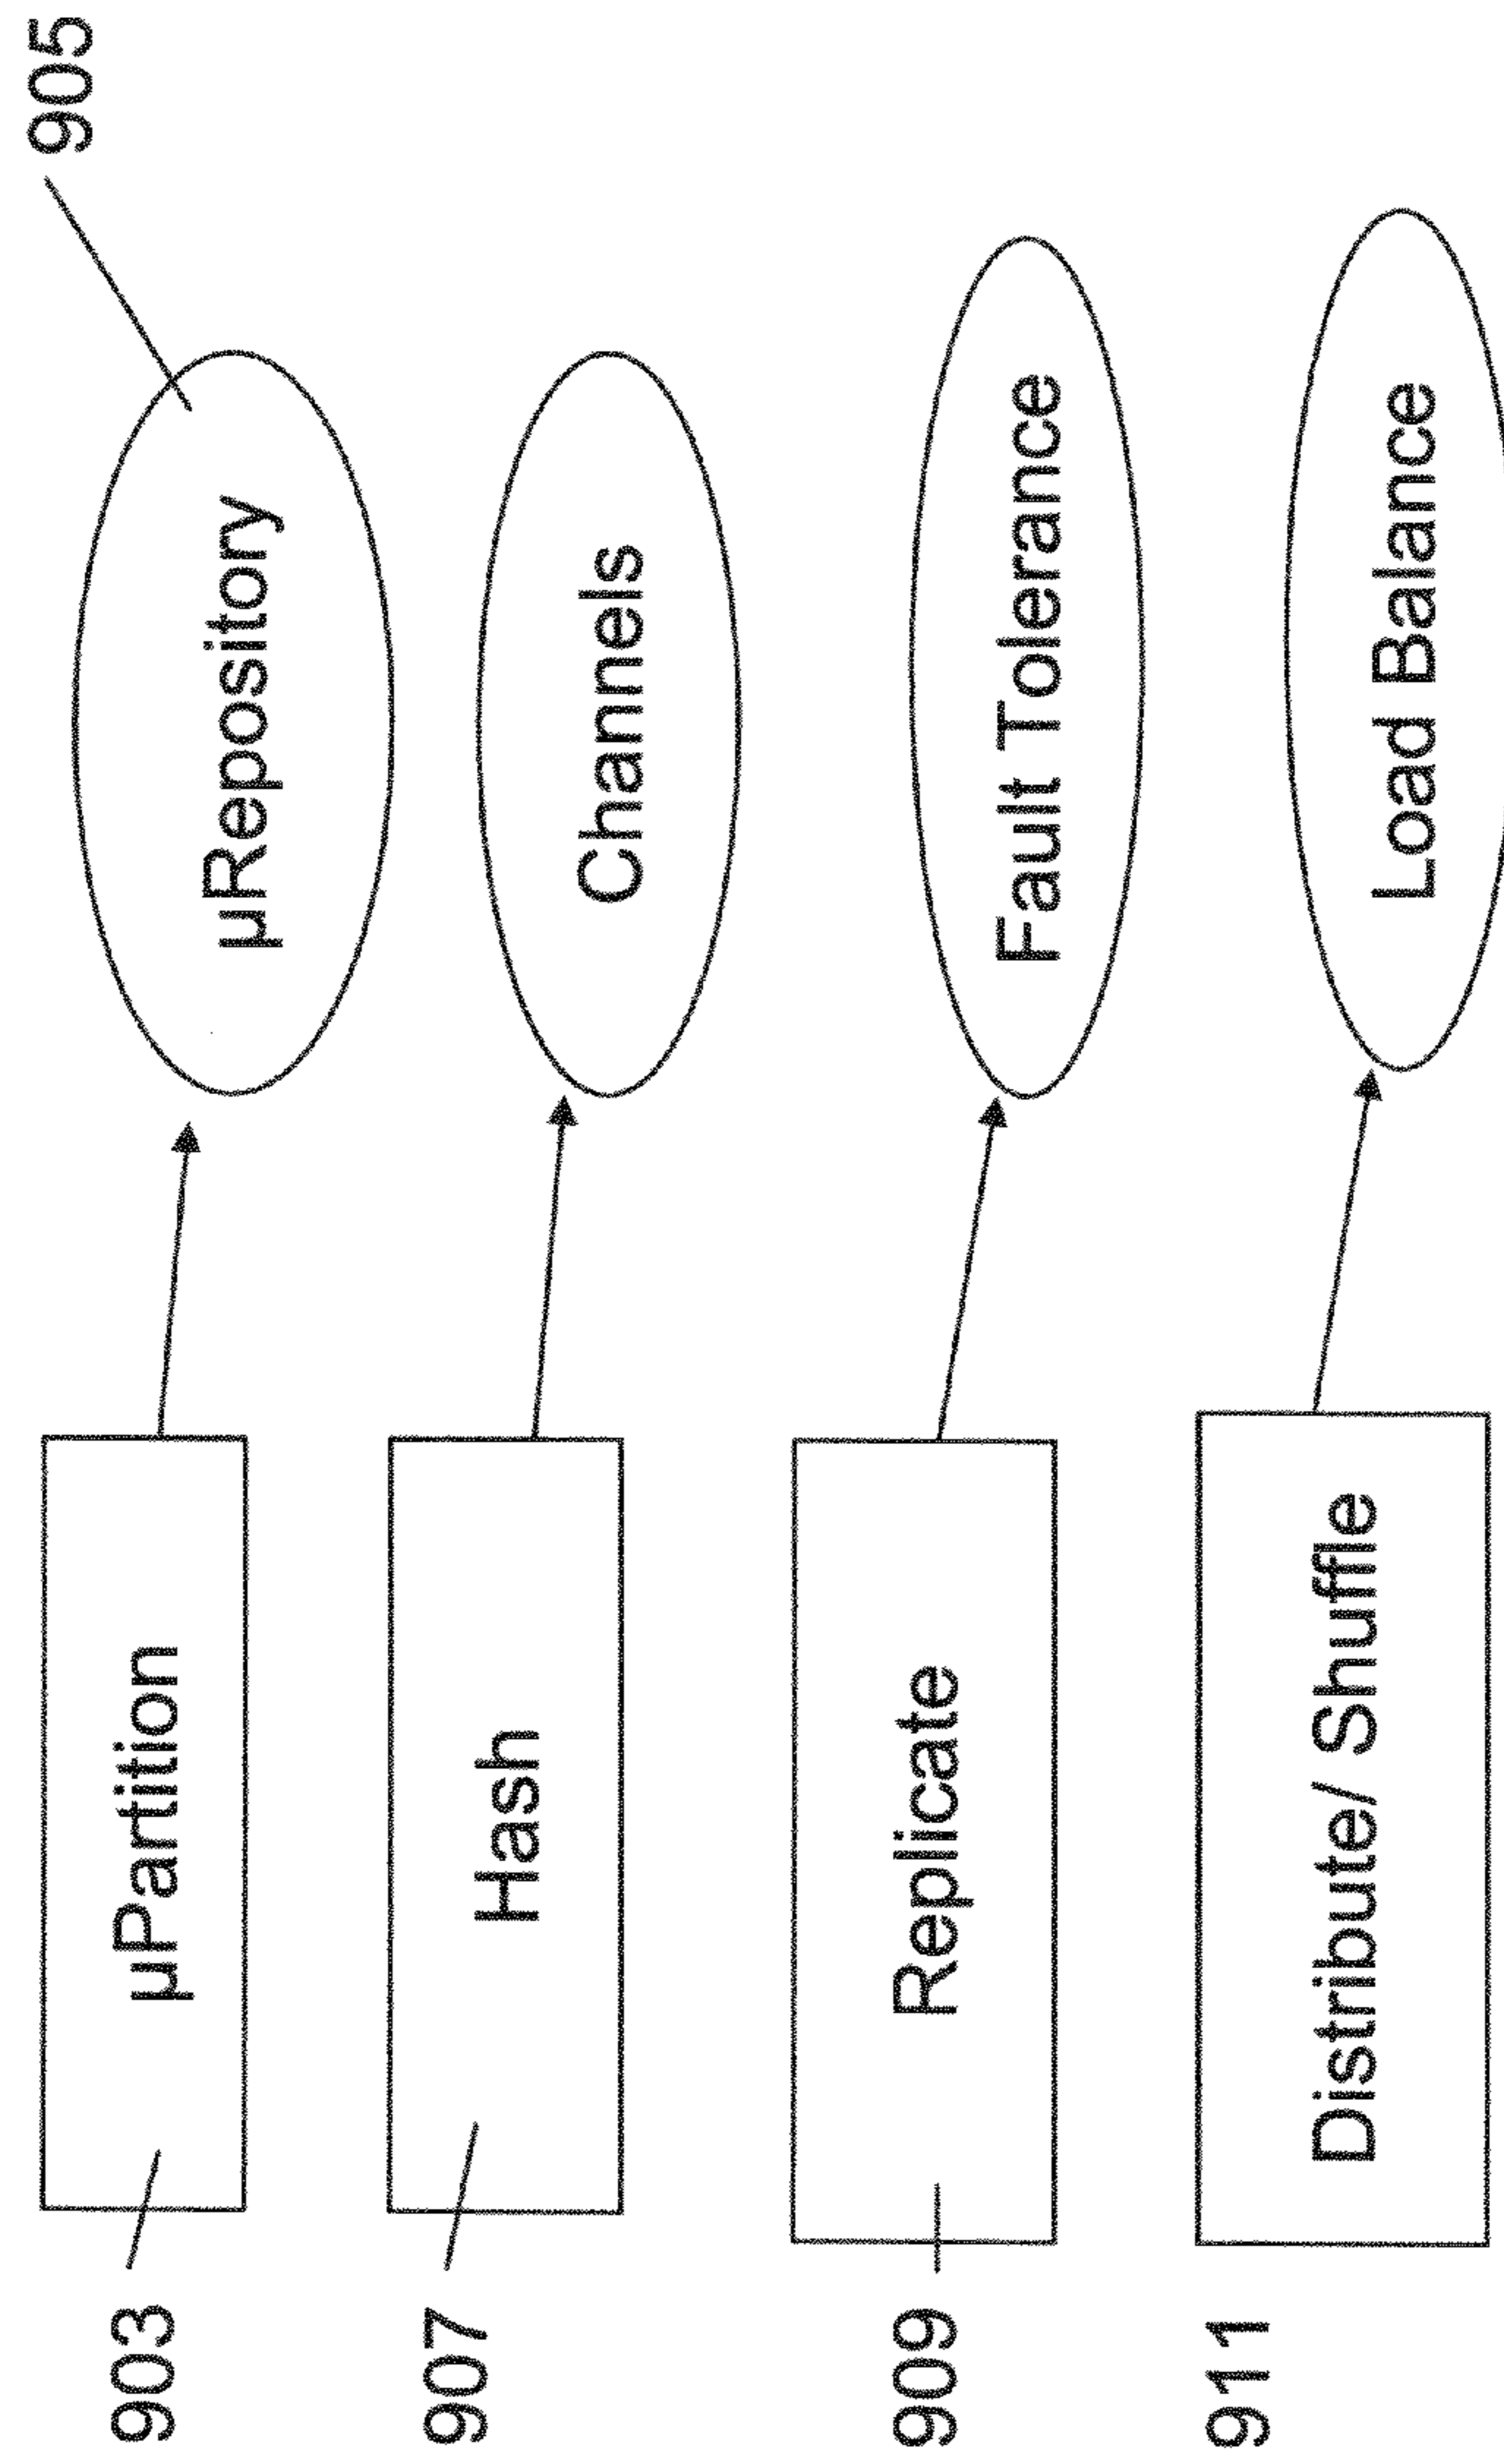 905
903
µPartition
µRepository
907
Hash
Channels
909
Replicate
Fault Tolerance
911
Distribute/ Shuffle
Load Balance